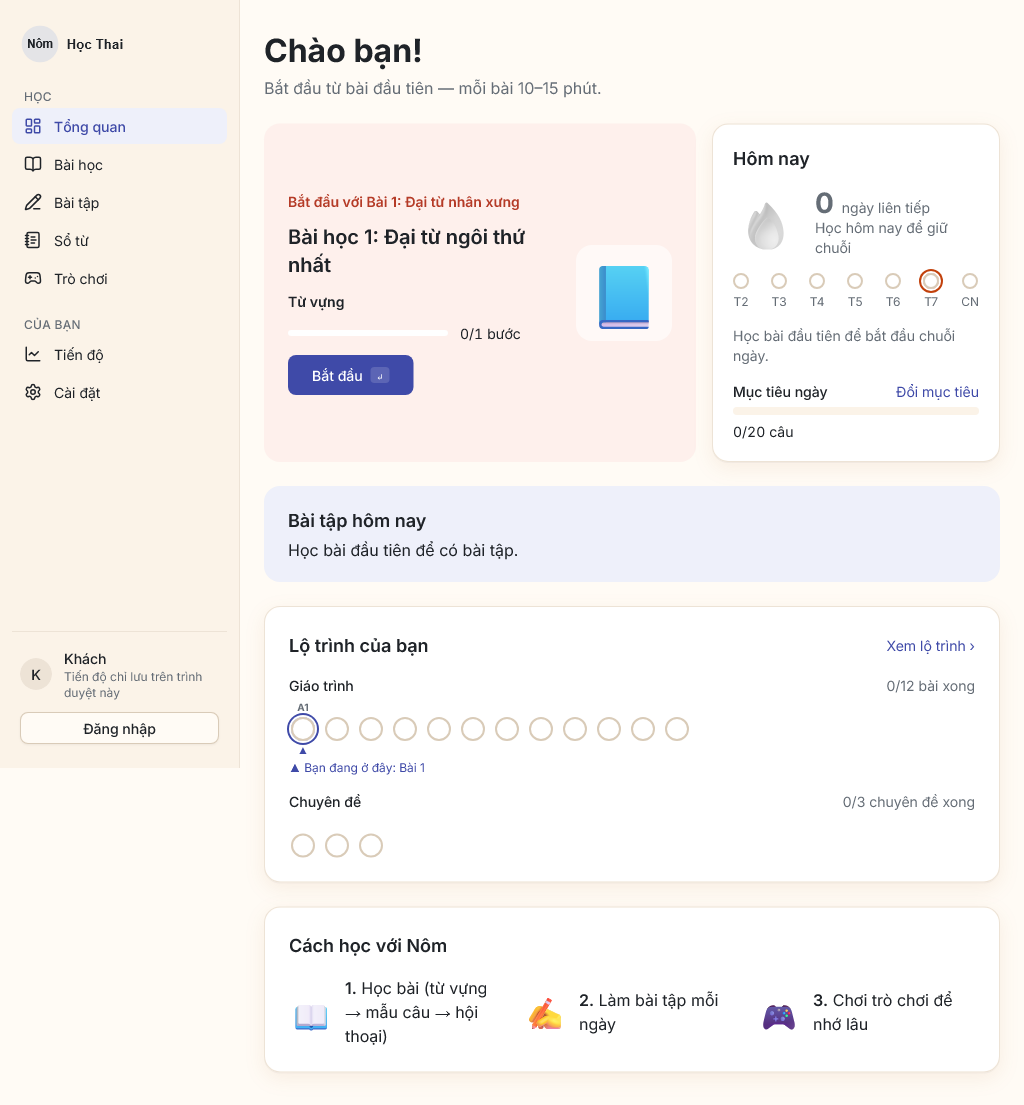 Nôm Học Thai
HỌC
Tổng quan
Bài học
Bài tập
Sổ từ
Trò chơi
CỦA BẠN
Tiến độ
Cài đặt
K
Khách
Tiến độ chỉ lưu trên trình
duyệt này
Đăng nhập
Chào bạn!
Bắt đầu từ bài đầu tiên — mỗi bài 10–15 phút.
Bắt đầu với Bài 1: Đại từ nhân xưng
Bài học 1: Đại từ ngôi thứ
nhất
Từ vựng
0/1 bước
Bắt đầu ↲
Hôm nay
0 ngày liên tiếp
Học hôm nay để giữ
chuỗi
T2 T3 T4 T5 T6 T7 CN
Học bài đầu tiên để bắt đầu chuỗi
ngày.
Mục tiêu ngày Đổi mục tiêu
0/20 câu
Bài tập hôm nay
Học bài đầu tiên để có bài tập.
Lộ trình của bạn Xem lộ trình ›
Giáo trình 0/12 bài xong
A1
▲
▲ Bạn đang ở đây: Bài 1
Chuyên đề 0/3 chuyên đề xong
Cách học với Nôm
1. Học bài (từ vựng
→ mẫu câu → hội
thoại)
2. Làm bài tập mỗi
ngày
3. Chơi trò chơi để
nhớ lâu